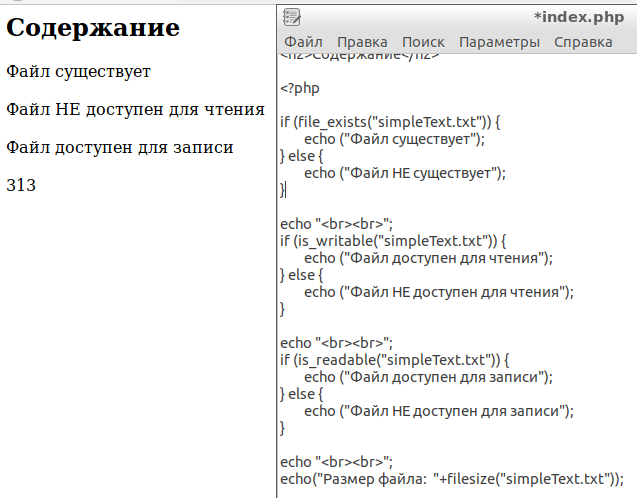 Содержание
Файл существует
Файл НЕ доступен для чтения
Файл доступен для записи
313
*index.php
Файл Правка Поиск Параметры Справка
<h2>Содержание</h2>
<?php
if (file_exists("simpleText.txt")) {
echo ("Файл существует");
} else {
echo ("Файл НЕ существует");
}
echo "<br><br>";
if (is_writable("simpleText.txt")) {
echo ("Файл доступен для чтения");
} else {
echo ("Файл НЕ доступен для чтения");
}
echo "<br><br>";
if (is_readable("simpleText.txt")) {
echo ("Файл доступен для записи");
} else {
echo ("Файл НЕ доступен для записи");
}
echo "<br><br>";
echo("Размер файла:  "+filesize("simpleText.txt"));